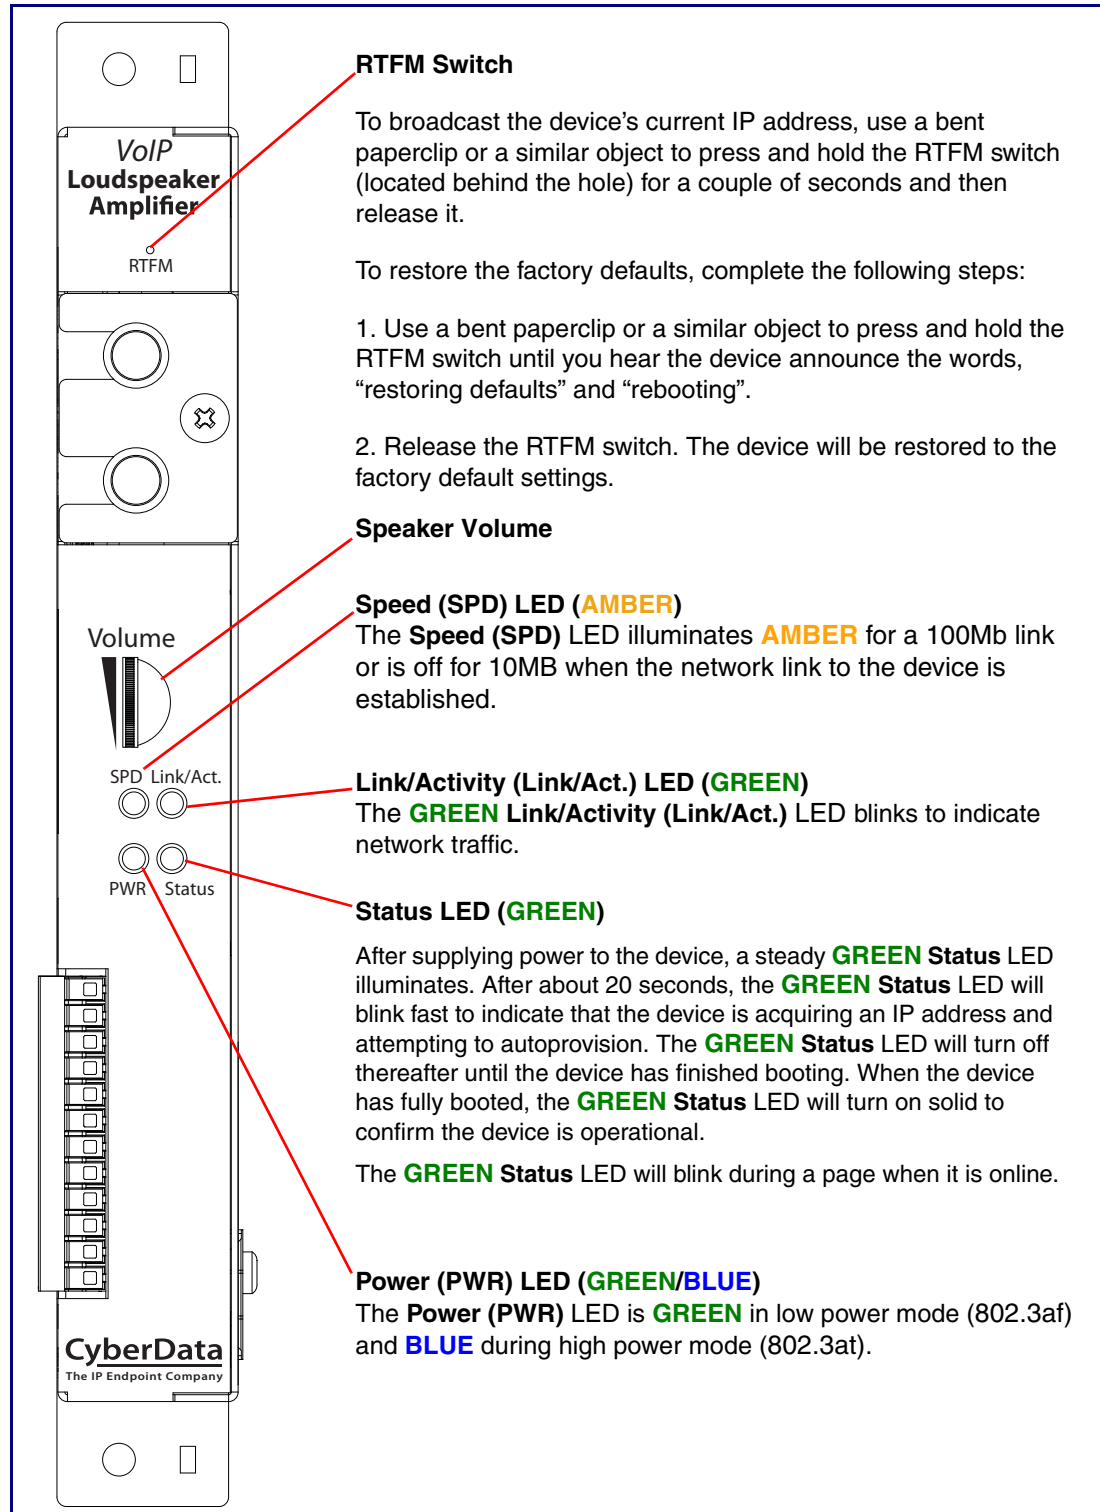 VoIP
Loudspeaker
Amplifier
RTFM
Volume
SPD Link/Act.
PWR Status
CyberData
The IP Endpoint Company
RTFM Switch
To broadcast the device’s current IP address, use a bent
paperclip or a similar object to press and hold the RTFM switch
(located behind the hole) for a couple of seconds and then
release it.
To restore the factory defaults, complete the following steps:
1. Use a bent paperclip or a similar object to press and hold the
RTFM switch until you hear the device announce the words,
“restoring defaults” and “rebooting”.
2. Release the RTFM switch. The device will be restored to the
factory default settings.
Speaker Volume
Speed (SPD) LED (AMBER)
The Speed (SPD) LED illuminates AMBER for a 100Mb link
or is off for 10MB when the network link to the device is
established.
Link/Activity (Link/Act.) LED (GREEN)
The GREEN Link/Activity (Link/Act.) LED blinks to indicate
network traffic.
Status LED (GREEN)
After supplying power to the device, a steady GREEN Status LED
illuminates. After about 20 seconds, the GREEN Status LED will
blink fast to indicate that the device is acquiring an IP address and
attempting to autoprovision. The GREEN Status LED will turn off
thereafter until the device has finished booting. When the device
has fully booted, the GREEN Status LED will turn on solid to
confirm the device is operational.
The GREEN Status LED will blink during a page when it is online.
Power (PWR) LED (GREEN/BLUE)
The Power (PWR) LED is GREEN in low power mode (802.3af)
and BLUE during high power mode (802.3at).